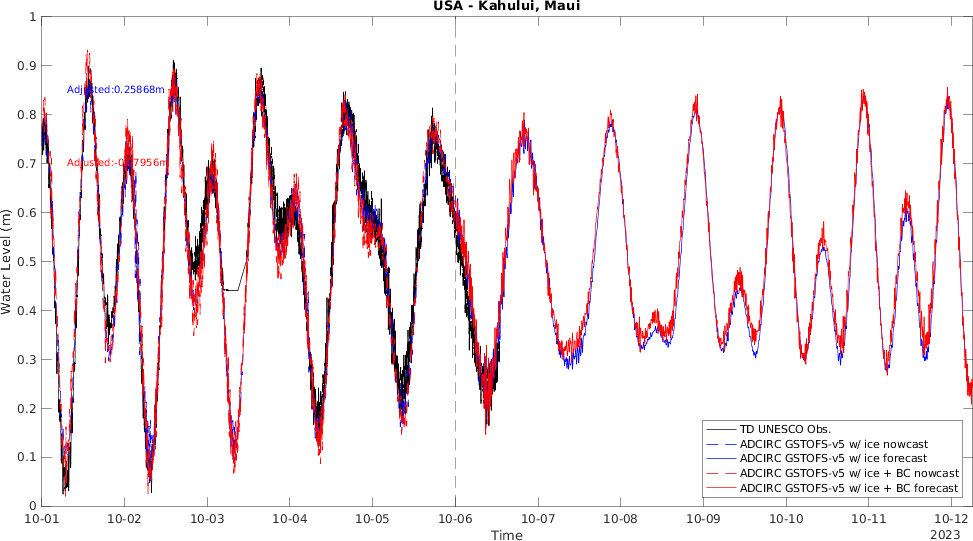 USA - Kahului, Maui
1
0.9
0.8
0.7
0.6
0.5
0.4
0.3
0.2
0.1
0
Water Level (m)
Adjusted:0.25868m
TD UNESCO Obs.
ADCIRC GSTOFS-v5 w/ ice nowcast
ADCIRC GSTOFS-v5 w/ ice forecast
ADCIRC GSTOFS-v5 w/ ice + BC nowcast
ADCIRC GSTOFS-v5 w/ ice + BC forecast
10-01 10-02 10-03 10-04 10-05 10-06 10-07 10-08 10-09 10-10 10-11 10-12
2023
Time